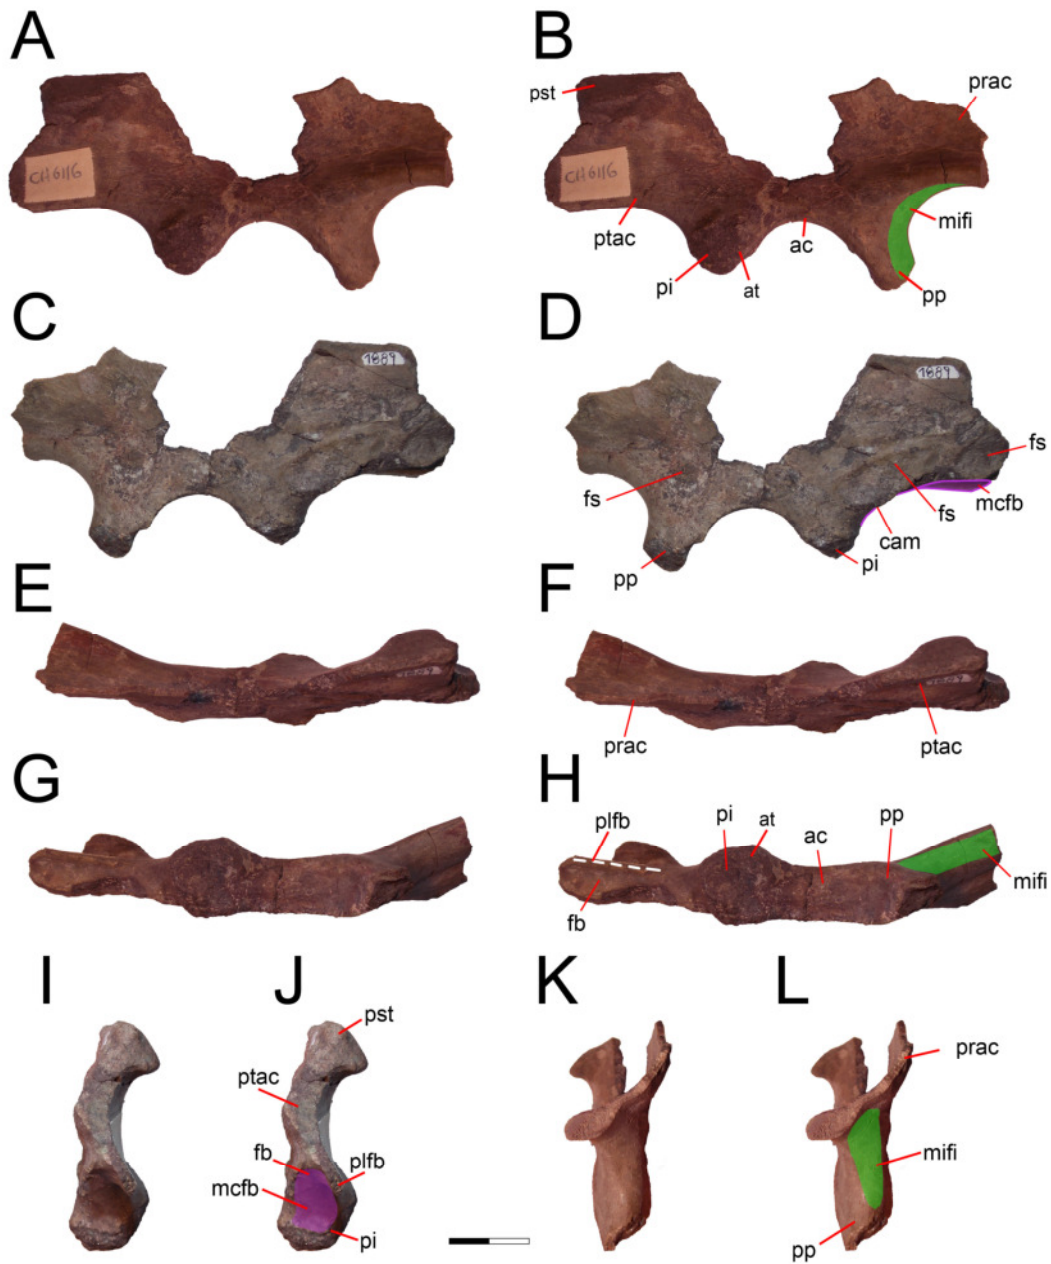 A
B
pst
prac
CH6116
CH6116
ptac
mifi
ac
pi
at
pp
C
D
1889
1889
fs
fs
mcfb
fs
cam
pp
pi
E
F
prac
ptac
G
H
plfb
pi
at
ac
pp
mifi
fb
I
J
K
L
pst
prac
ptac
fb
plfb
mcfb
mifi
pi
pp